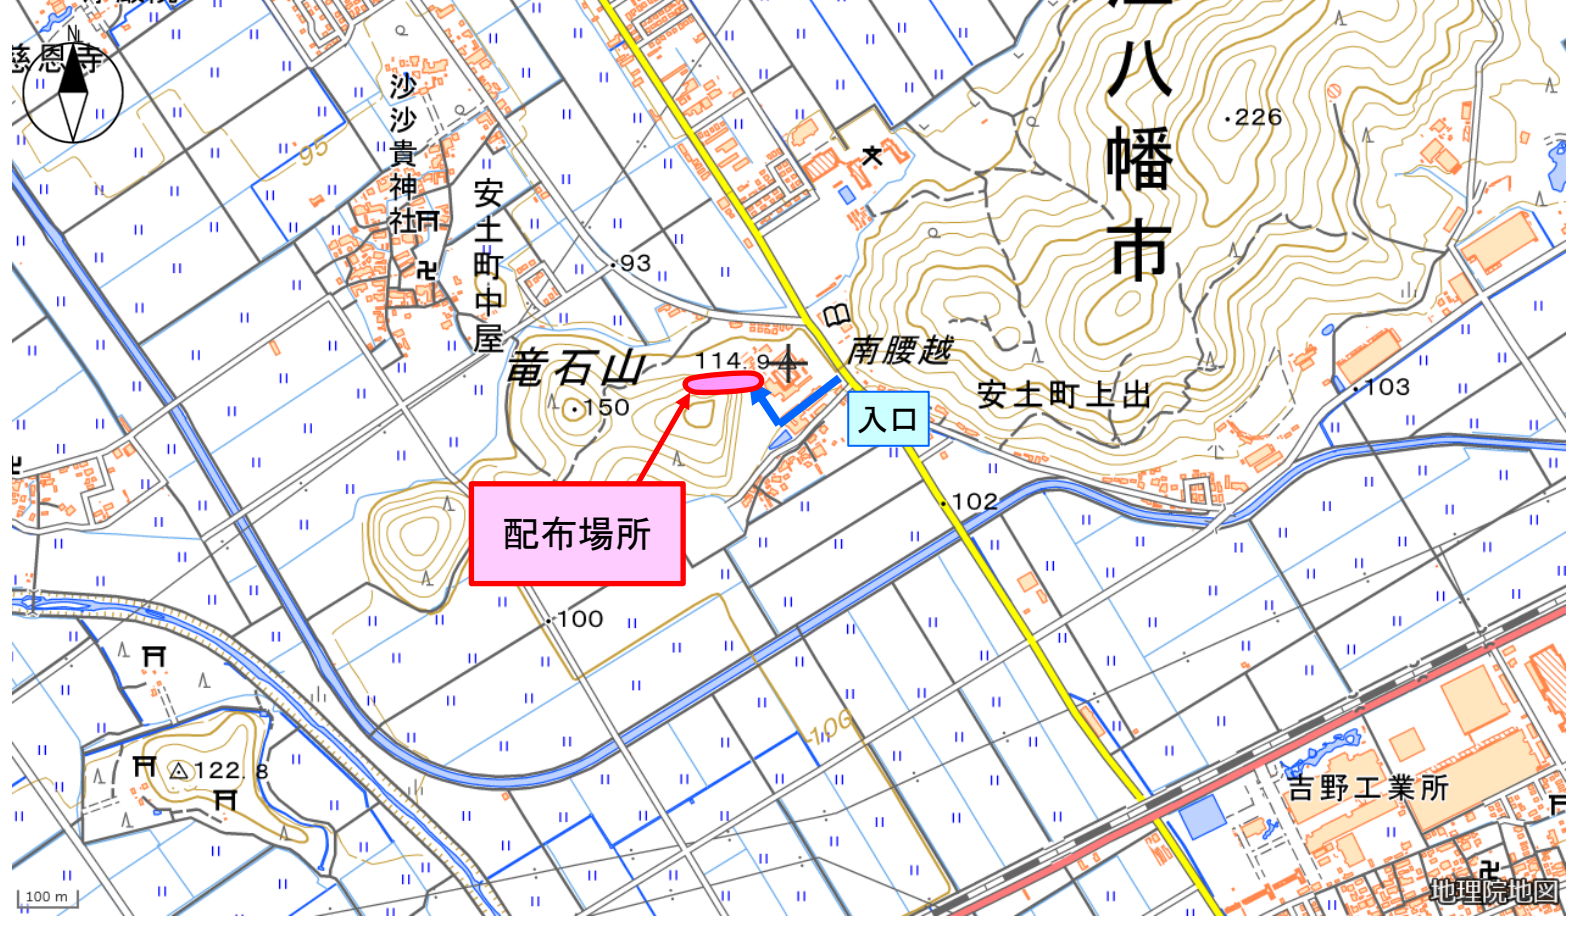 慈恩寺
N
沙沙貴神社
安土町中屋
八幡市
95
226
93
竜石山
114.9
南腰越
150
入口
安土町上出
103
配布場所
102
100
106
122.8
吉野工業所
100 m
地理院地図